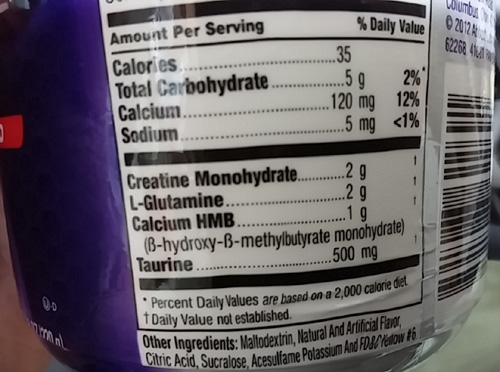 Amount Per Serving % Daily Value
Calories 35
Total Carbohydrate 5 g 2%*
Calcium 120 mg 12%
Sodium 5 mg <1%
Creatine Monohydrate 2 g †
L-Glutamine 2 g †
Calcium HMB 1 g †
(β-hydroxy-β-methylbutyrate monohydrate)
Taurine 500 mg †
* Percent Daily Values are based on a 2,000 calorie diet.
† Daily Value not established.
Other Ingredients: Maltodextrin, Natural And Artificial Flavor,
Citric Acid, Sucralose, Acesulfame Potassium And FD&C Yellow #6.
Columbus,
© 2012
62268